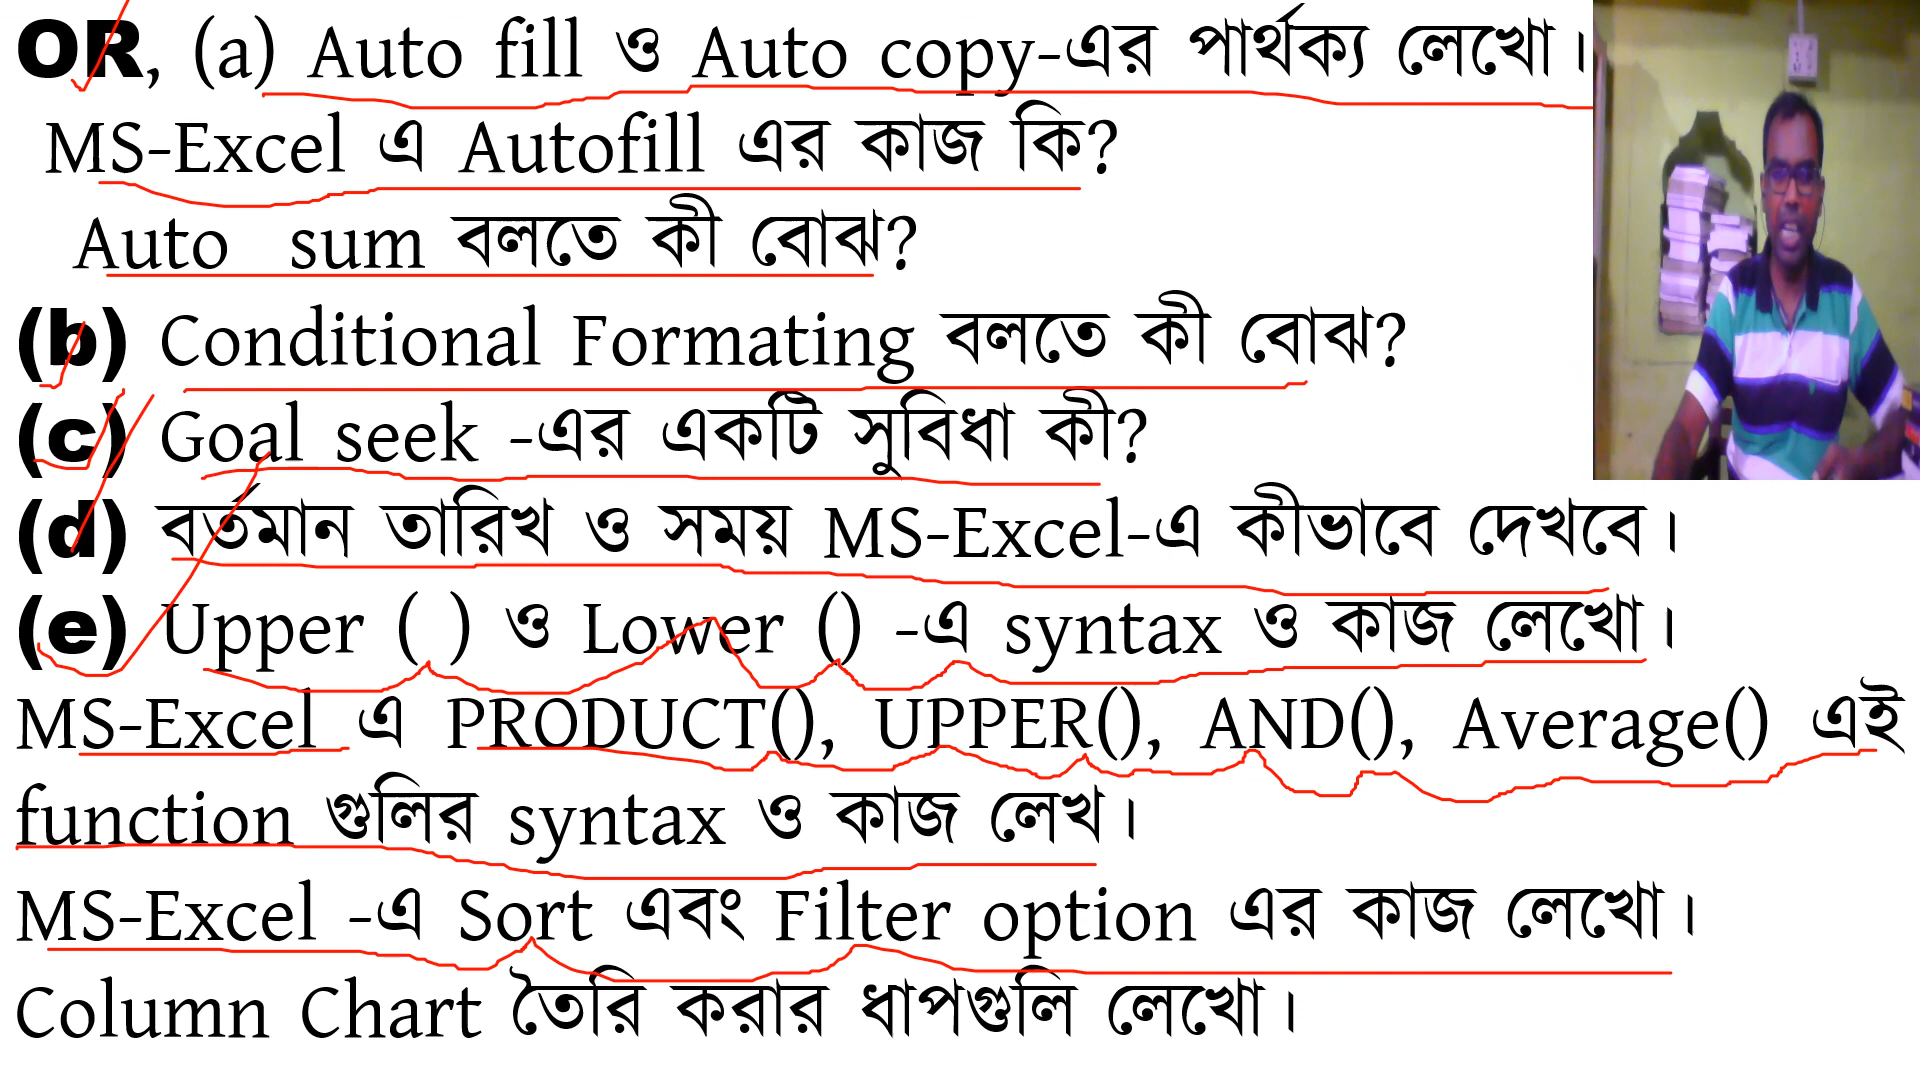 OR, (a) Auto fill ও Auto copy-এর পার্থক্য লেখো।
MS-Excel এ Autofill এর কাজ কি?
Auto sum বলতে কী বোঝ?
(b) Conditional Formating বলতে কী বোঝ?
(c) Goal seek -এর একটি সুবিধা কী?
(d) বর্তমান তারিখ ও সময় MS-Excel-এ কীভাবে দেখবে।
(e) Upper ( ) ও Lower () -এ syntax ও কাজ লেখো।
MS-Excel এ PRODUCT(), UPPER(), AND(), Average() এই
function গুলির syntax ও কাজ লেখ।
MS-Excel -এ Sort এবং Filter option এর কাজ লেখো।
Column Chart তৈরি করার ধাপগুলি লেখো।